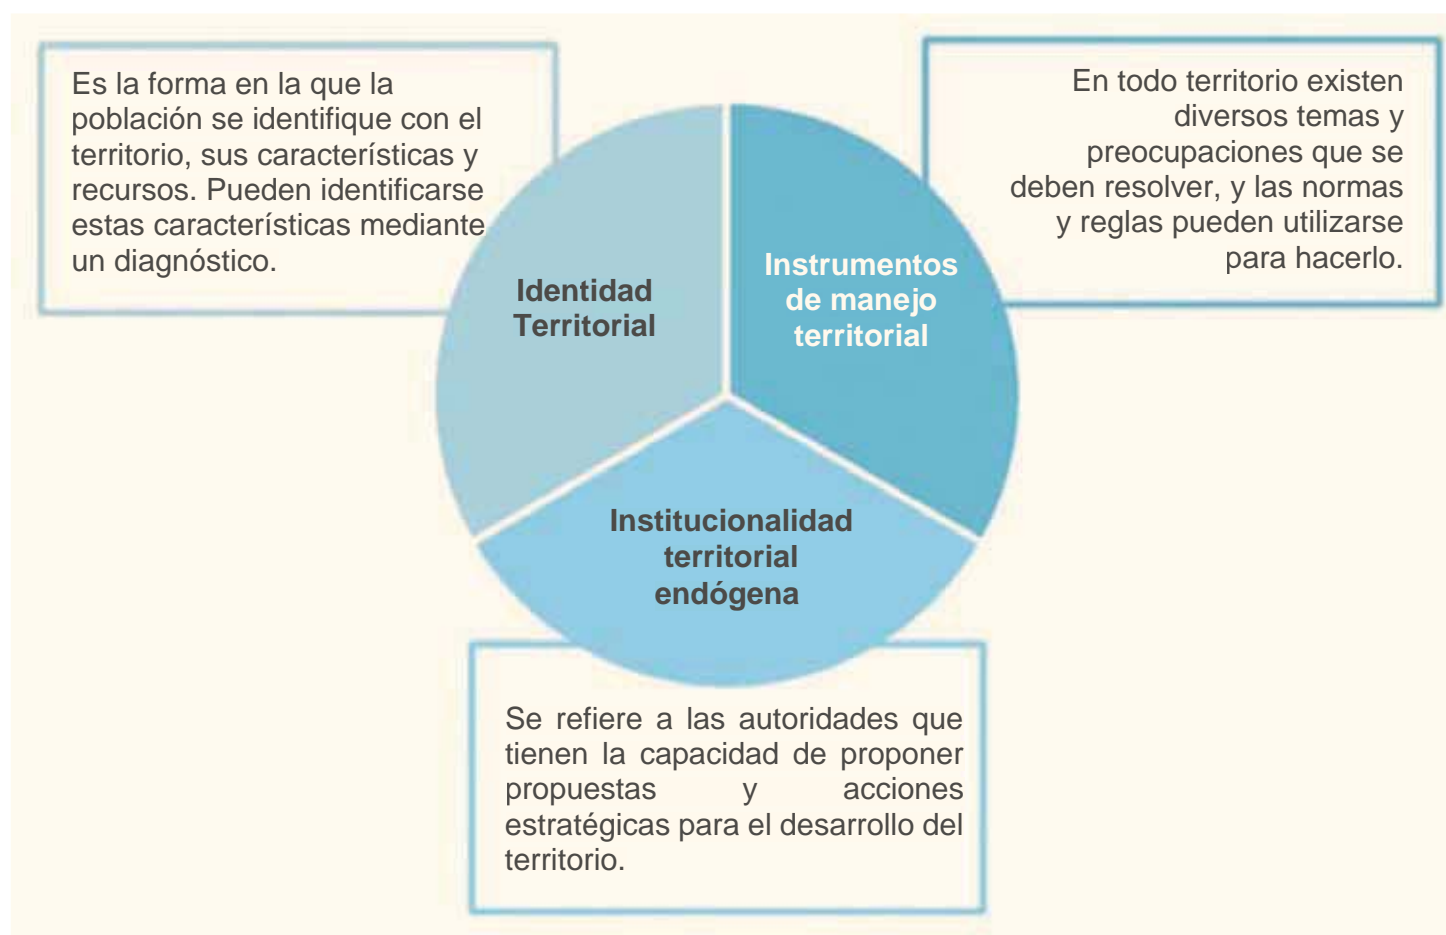 Es la forma en la que la
población se identifique con el
territorio, sus características y
recursos. Pueden identificarse
estas características mediante
un diagnóstico.
En todo territorio existen
diversos temas y
preocupaciones que se
deben resolver, y las normas
y reglas pueden utilizarse
para hacerlo.
Identidad
Territorial
Instrumentos
de manejo
territorial
Institucionalidad
territorial
endógena
Se refiere a las autoridades que
tienen la capacidad de proponer
propuestas y acciones
estratégicas para el desarrollo del
territorio.